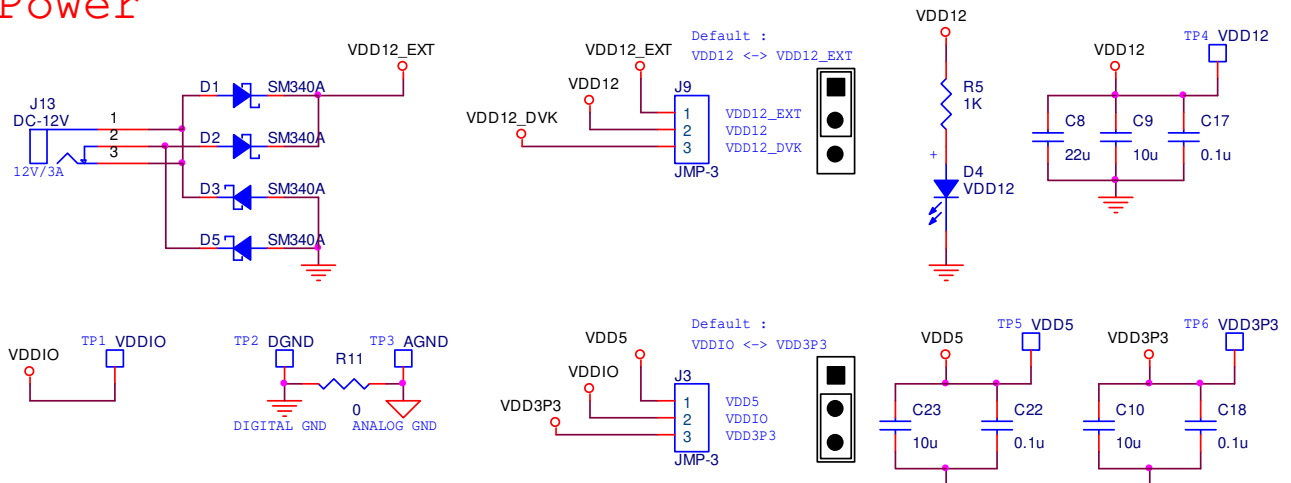 Power
J13
DC-12V
1
2
3
12V/3A
D1
SM340A
D2
SM340A
D3
SM340A
D5
SM340A
VDD12_EXT
VDD12_EXT
VDD12
VDD12_DVK
Default :
VDD12 <-> VDD12_EXT
J9
1
2
3
VDD12_EXT
VDD12
VDD12_DVK
JMP-3
VDD12
R5
1K
+
D4
VDD12
VDD12
TP4 VDD12
C8
22u
C9
10u
C17
0.1u
VDDIO
TP1 VDDIO
TP2 DGND
R11
0
TP3 AGND
DIGITAL GND
ANALOG GND
VDD5
VDDIO
VDD3P3
Default :
VDDIO <-> VDD3P3
J3
1
2
3
VDD5
VDDIO
VDD3P3
JMP-3
VDD5
TP5 VDD5
C23
10u
C22
0.1u
VDD3P3
TP6 VDD3P3
C10
10u
C18
0.1u